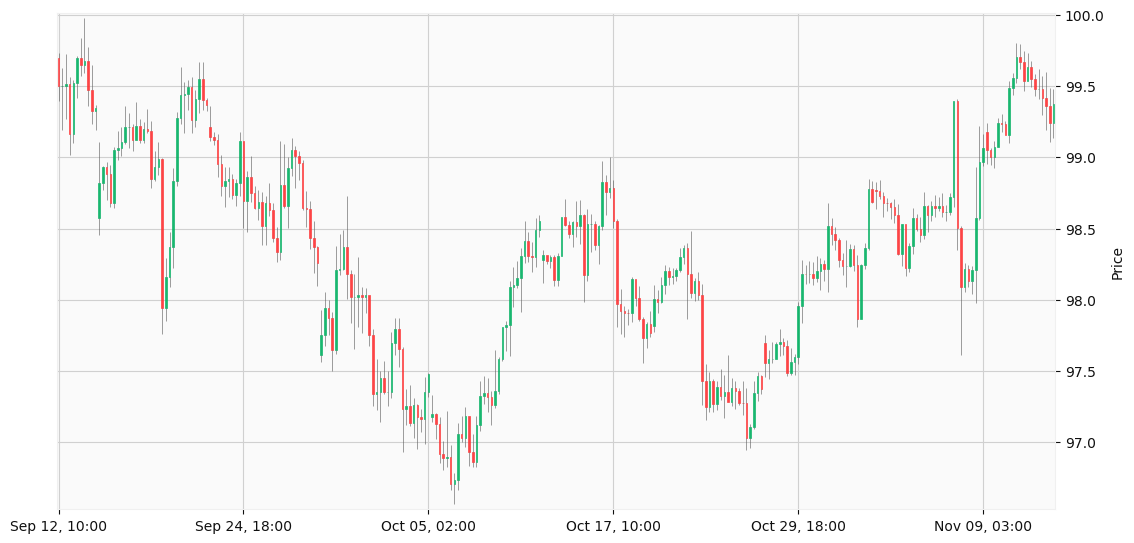 100.0
99.5
99.0
98.5
98.0
97.5
97.0
Price
Sep 12, 10:00
Sep 24, 18:00
Oct 05, 02:00
Oct 17, 10:00
Oct 29, 18:00
Nov 09, 03:00